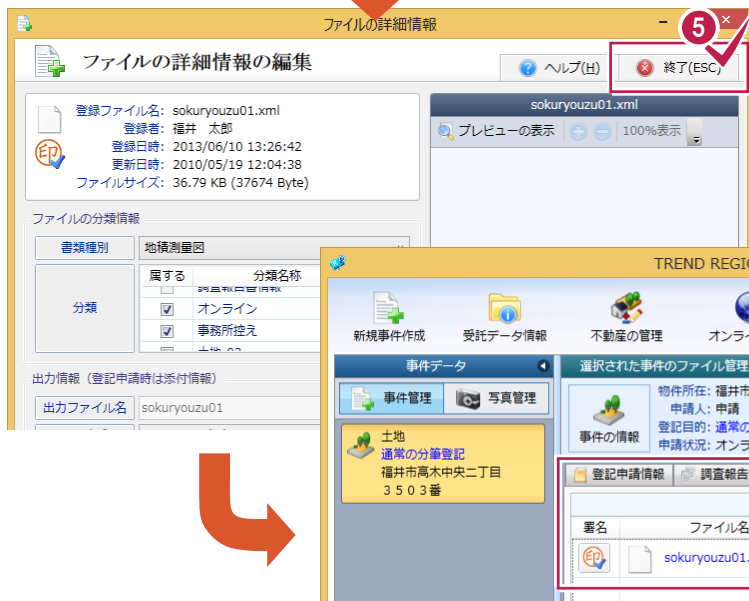 ファイルの詳細情報
5
ファイルの詳細情報の編集
ヘルプ(H)
終了(ESC)
登録ファイル名: sokuryouzu01.xml
登録者: 福井 太郎
登録日時: 2013/06/10 13:26:42
更新日時: 2010/05/19 12:04:38
ファイルサイズ: 36.79 KB (37674 Byte)
印
sokuryouzu01.xml
プレビューの表示
100%表示
ファイルの分類情報
書類種別
地積測量図
分類
属する
分類名称
調査報告書情報
オンライン
事務所控え
出力情報(登記申請時は添付情報)
出力ファイル名
sokuryouzu01
TREND REGI
新規事件作成
受託データ情報
不動産の管理
オンラ
事件データ
事件管理
写真管理
土地
通常の分筆登記
福井市高木中央二丁目
3503番
選択された事件のファイル管理
事件の情報
物件所在: 福井市
申請人: 申請
登記目的: 通常の
申請状況: オンラ
登記申請情報
調査報告
署名
ファイル名
印
sokuryouzu01.